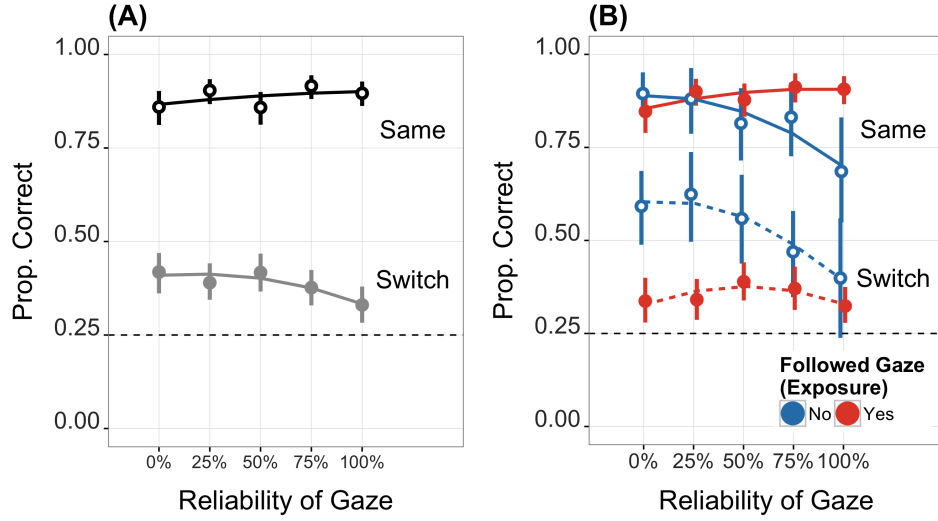 (A)
1.00
0.75
0.50
0.25
0.00
Prop. Correct
Same
Switch
0% 25% 50% 75% 100%
Reliability of Gaze
(B)
1.00
0.75
0.50
0.25
0.00
Prop. Correct
Same
Switch
Followed Gaze
(Exposure)
No Yes
0% 25% 50% 75% 100%
Reliability of Gaze